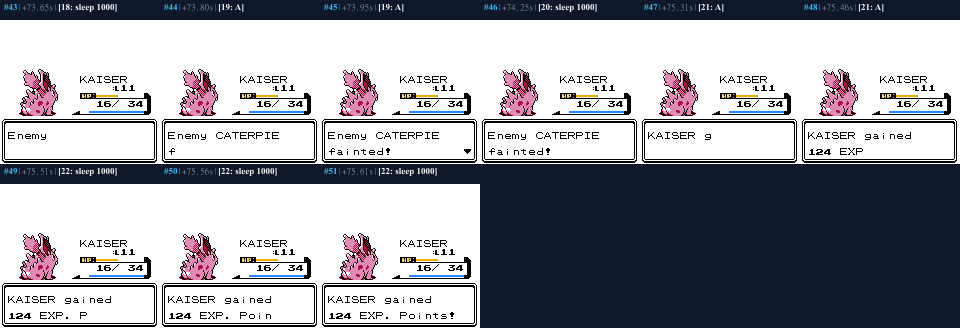 #43|+73.65s| [18: sleep 1000]
KAISER
:L11
HP:
16/ 34
Enemy
#44|+73.80s| [19: A]
KAISER
:L11
HP:
16/ 34
Enemy CATERPIE
f
#45|+73.95s| [19: A]
KAISER
:L11
HP:
16/ 34
Enemy CATERPIE
fainted!
#46|+74.25s| [20: sleep 1000]
KAISER
:L11
HP:
16/ 34
Enemy CATERPIE
fainted!
#47|+75.31s| [21: A]
KAISER
:L11
HP:
16/ 34
KAISER g
#48|+75.46s| [21: A]
KAISER
:L11
HP:
16/ 34
KAISER gained
124 EXP
#49|+75.51s| [22: sleep 1000]
KAISER
:L11
HP:
16/ 34
KAISER gained
124 EXP. P
#50|+75.56s| [22: sleep 1000]
KAISER
:L11
HP:
16/ 34
KAISER gained
124 EXP. Poin
#51|+75.61s| [22: sleep 1000]
KAISER
:L11
HP:
16/ 34
KAISER gained
124 EXP. Points!